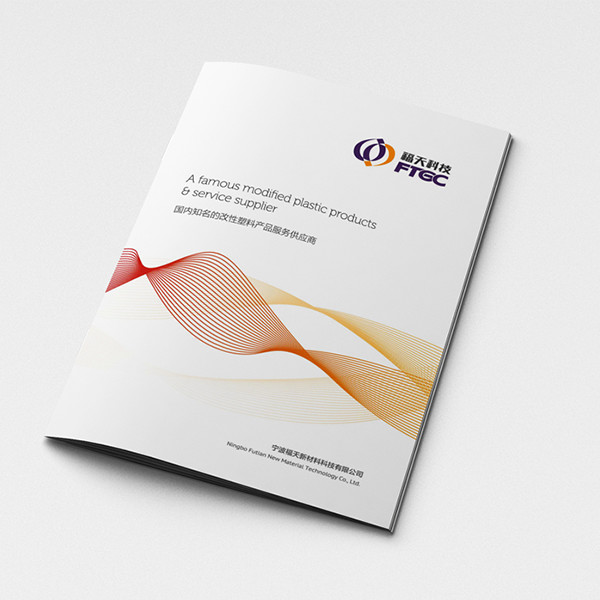 福天科技
FTGC
A famous modified plastic products
& service supplier
国内知名的改性塑料产品服务供应商
宁波福天新材料科技有限公司
Ningbo Futian New Material Technology Co., Ltd.